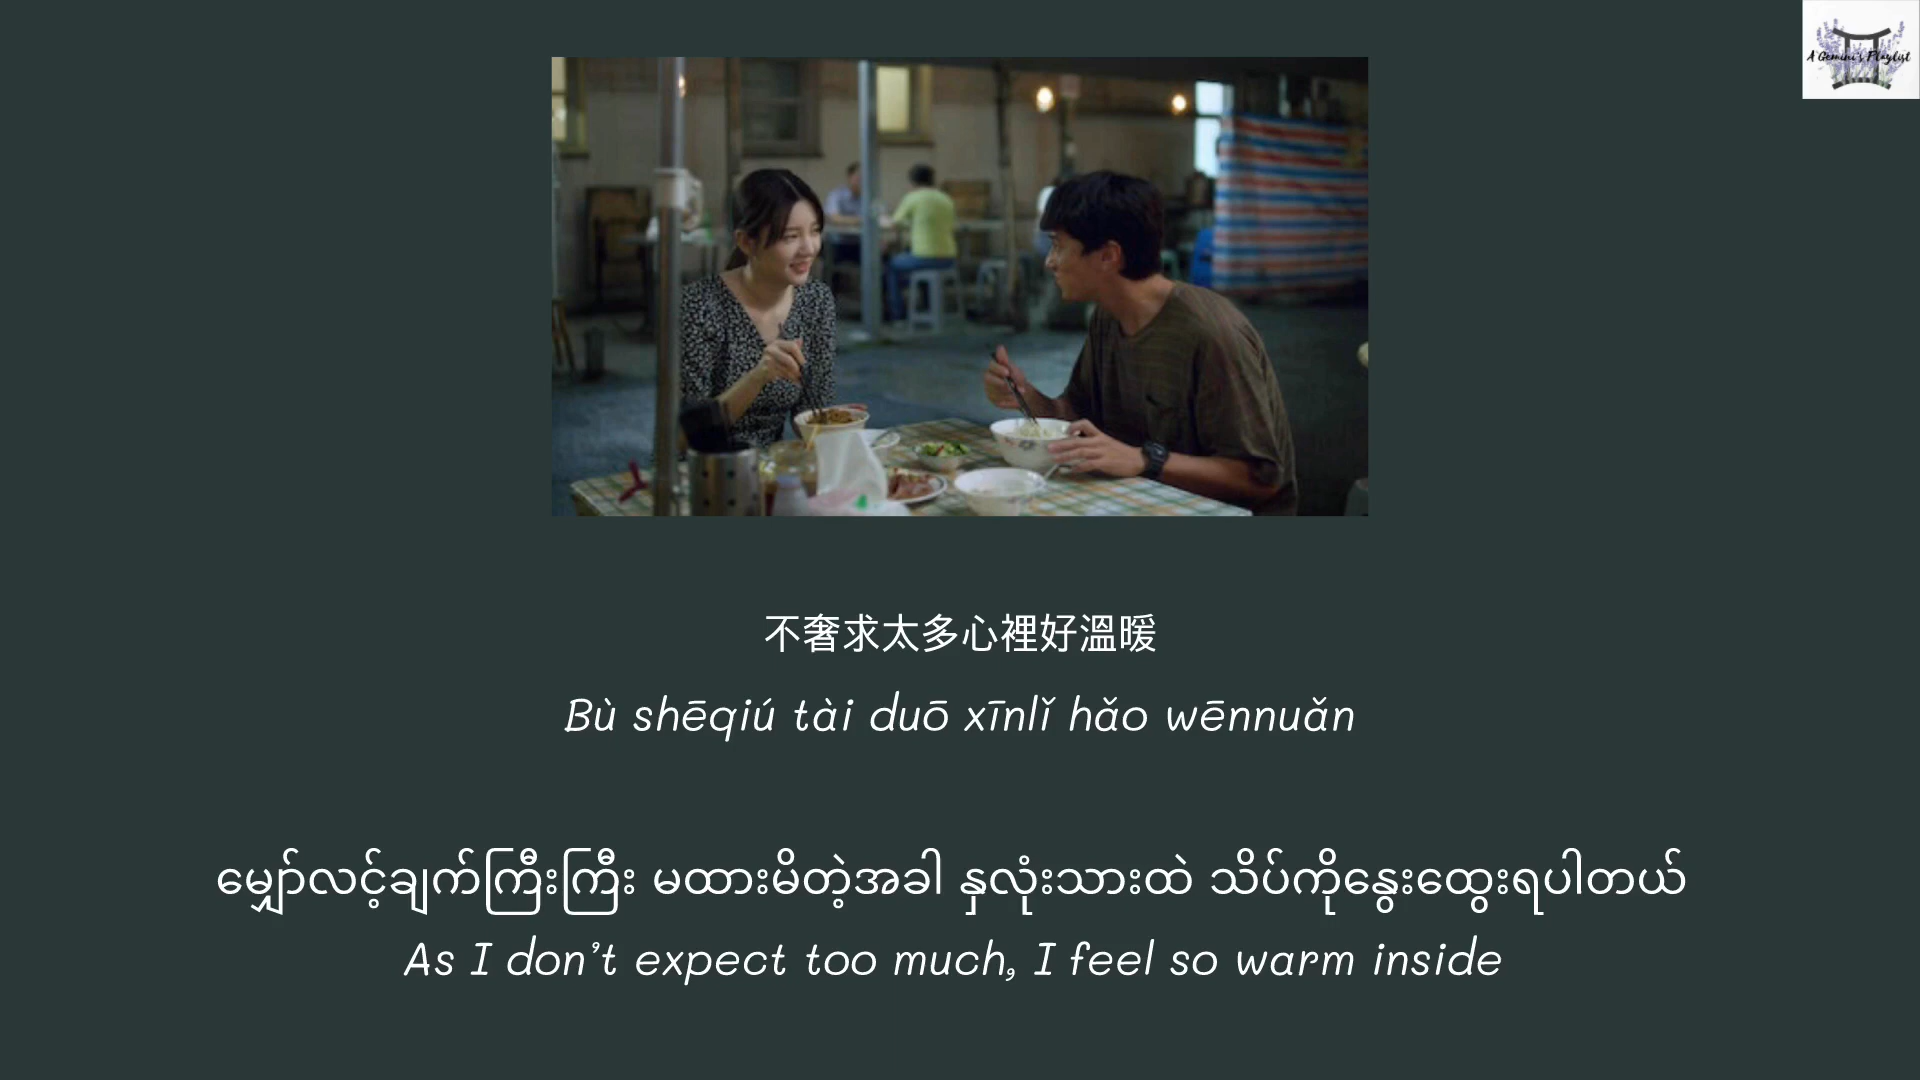 A Gemini's Playlist
不奢求太多心裡好溫暖
Bù shēqiú tài duō xīnlǐ hǎo wēnnuǎn
မျှော်လင့်ချက်ကြီးကြီး မထားမိတဲ့အခါ နှလုံးသားထဲ သိပ်ကိုနွေးထွေးရပါတယ်
As I don’t expect too much, I feel so warm inside